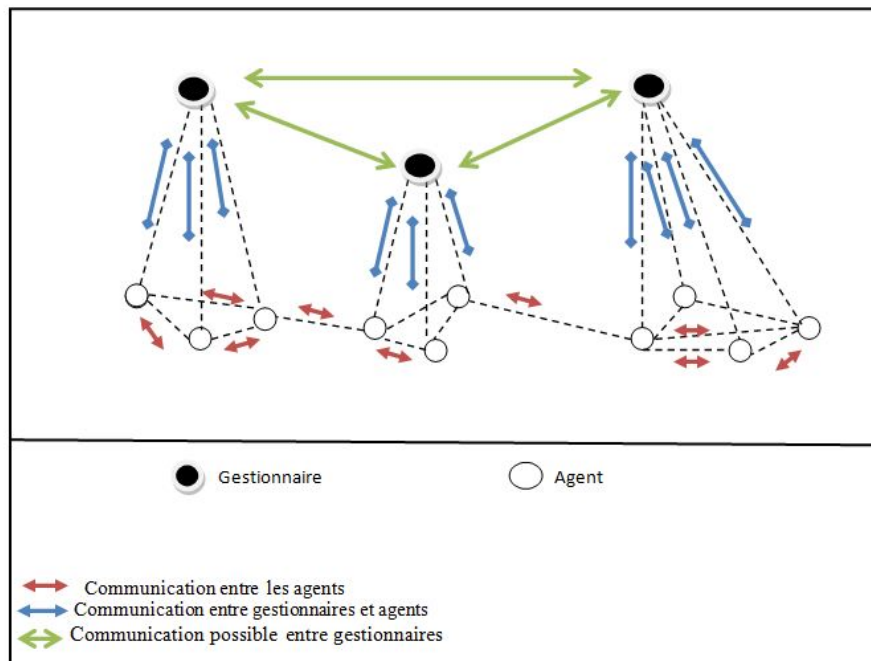 Gestionnaire
Agent
Communication entre les agents
Communication entre gestionnaires et agents
Communication possible entre gestionnaires